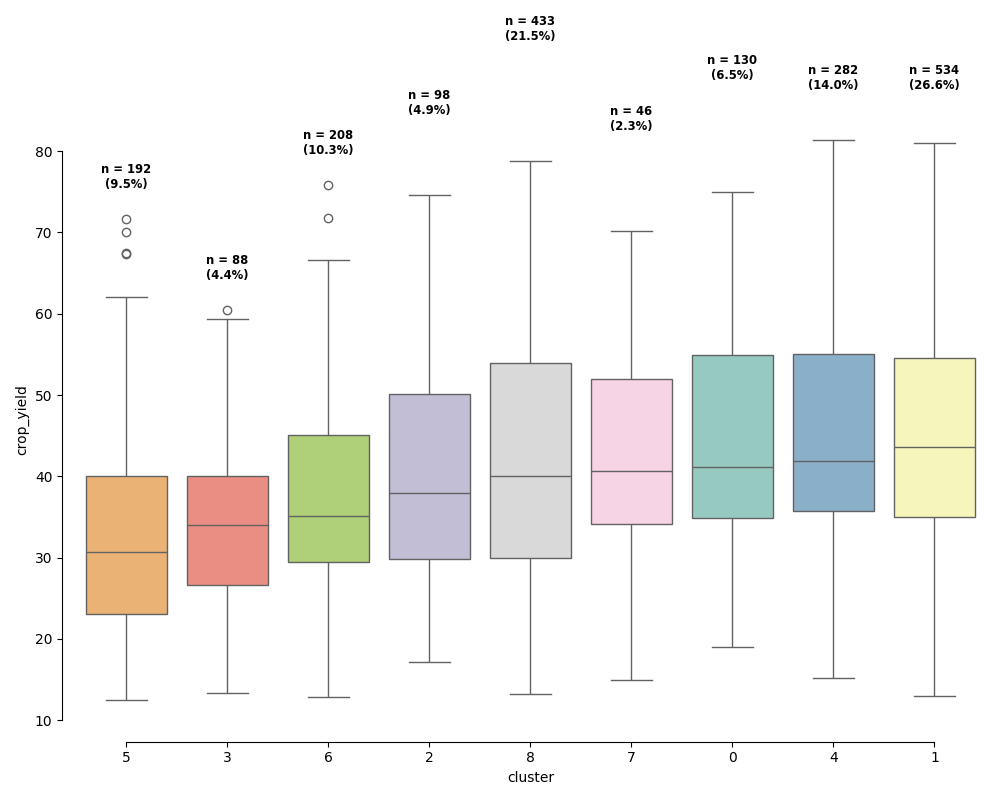 n = 433
(21.5%)
n = 130
(6.5%)
n = 282
(14.0%)
n = 534
(26.6%)
n = 98
(4.9%)
n = 46
(2.3%)
n = 208
(10.3%)
n = 192
(9.5%)
n = 88
(4.4%)
80
70
60
50
40
30
20
10
crop_yield
5 3 6 2 8 7 0 4 1
cluster